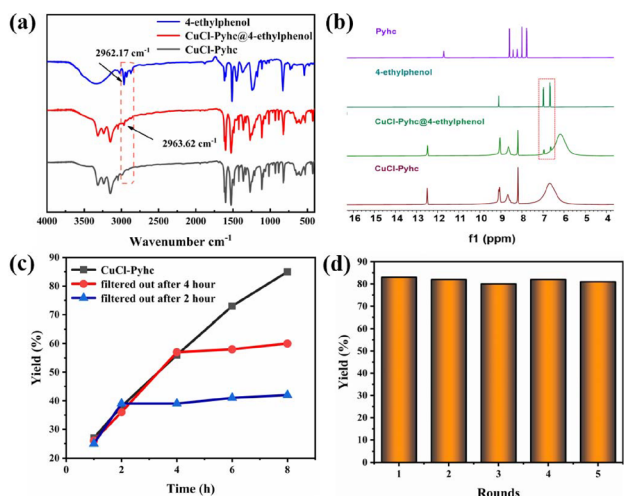 (a)
4-ethylphenol
CuCl-Pyhc@4-ethylphenol
CuCl-Pyhc
2962.17 cm-1
2963.62 cm-1
4000 3500 3000 2500 2000 1500 1000 500
Wavenumber cm-1
(b)
Pyhc
4-ethylphenol
CuCl-Pyhc@4-ethylphenol
CuCl-Pyhc
16 15 14 13 12 11 10 9 8 7 6 5 4
f1 (ppm)
(c)
CuCl-Pyhc
filtered out after 4 hour
filtered out after 2 hour
Yield (%)
90
80
70
60
50
40
30
20
0 2 4 6 8
Time (h)
(d)
Yield (%)
90
80
70
60
50
40
30
20
10
0
1 2 3 4 5
Rounds